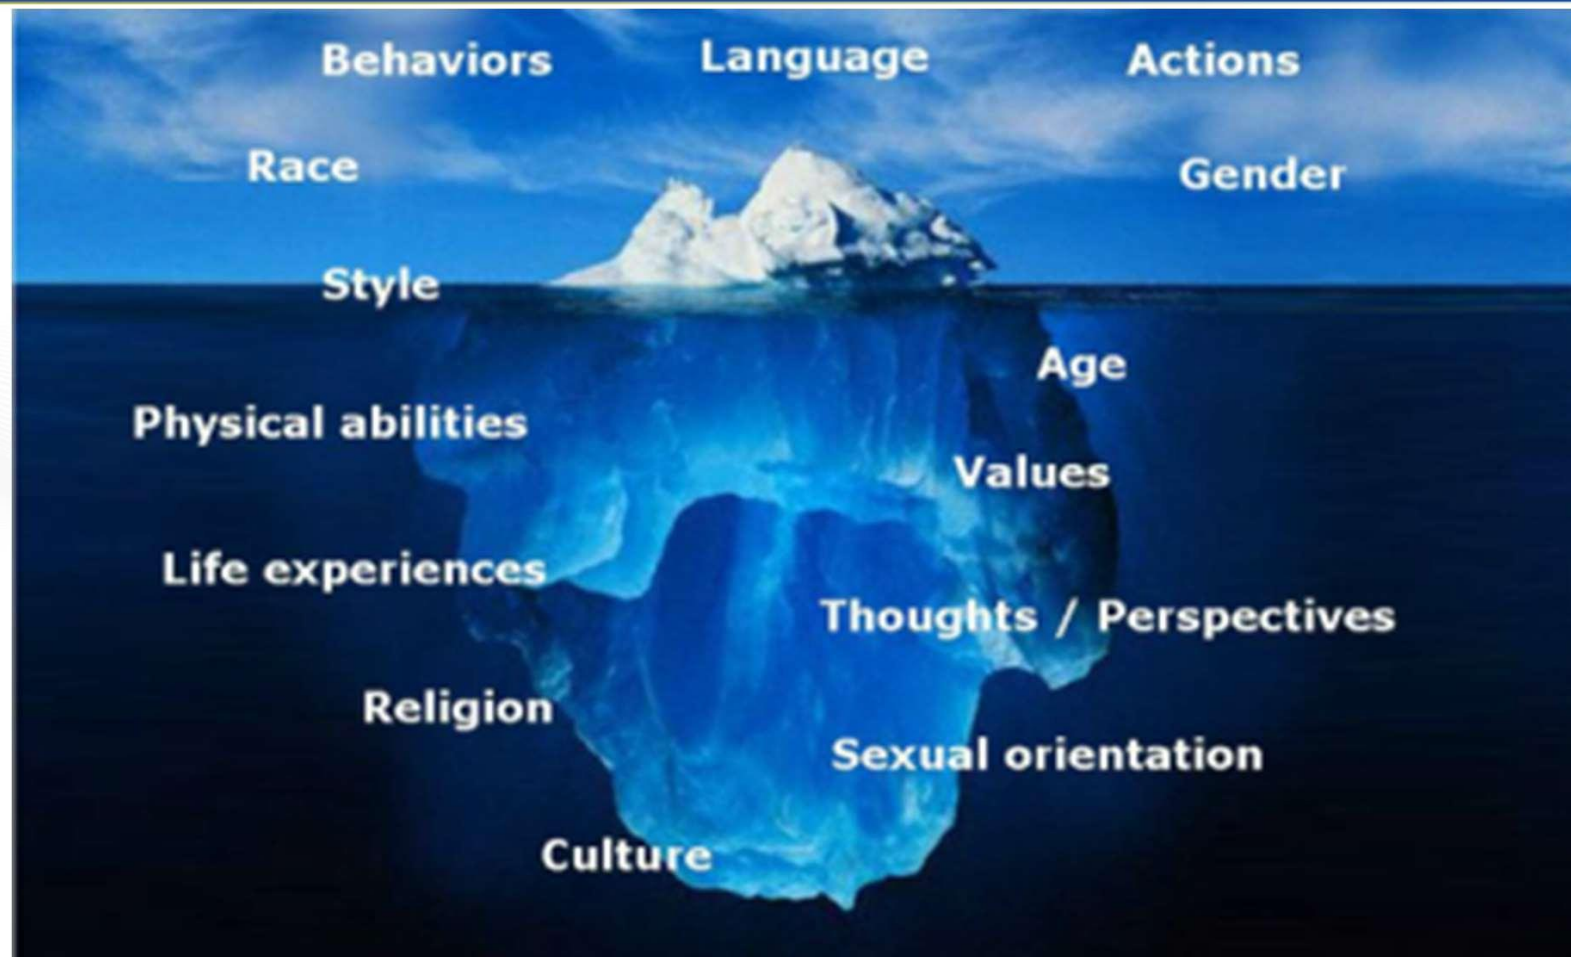 Behaviors Language Actions
Race Gender
Style
Age
Physical abilities
Values
Life experiences
Thoughts / Perspectives
Religion
Sexual orientation
Culture